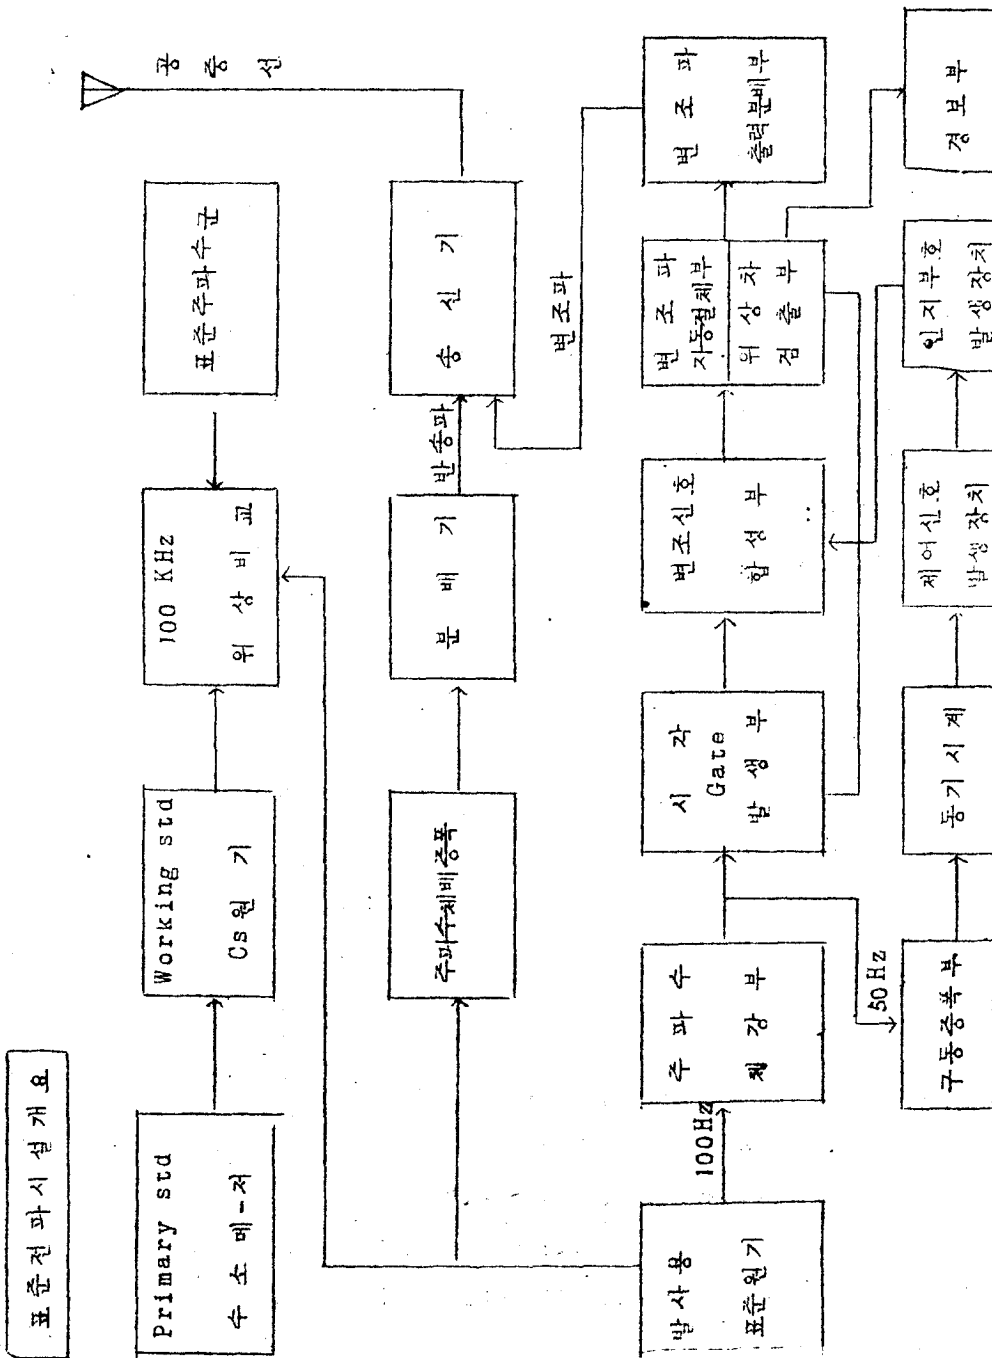 표준전파시설개요
Primary std
수소메-저
Working std
Cs원기
100 KHz
위상비교
표준주파수군
주파수체배증폭
분배기
반송파
송신기
공중선
발사용
표준원기
100Hz
주파수
체강부
시각
Gate
발생부
변조신호
합성부
변조파
자동절체부
위상차
검출부
변조파
출력분배부
변조파
50Hz
구동증폭부
동기시계
제어신호
발생장치
인지부호
발생장치
경보부